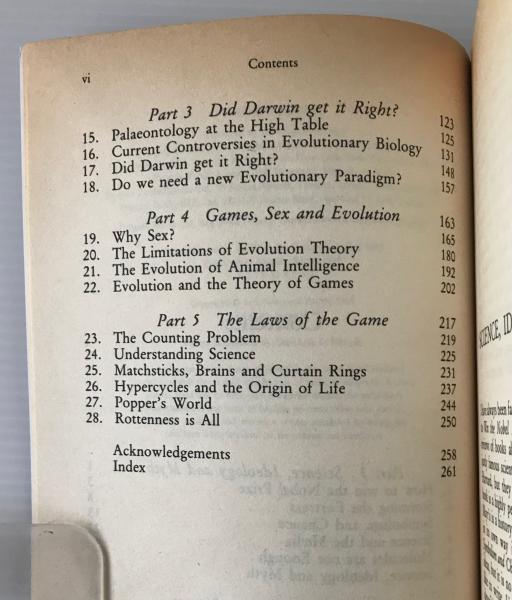 Contents
vi
Part 3 Did Darwin get it Right? 123
15. Palaeontology at the High Table 125
16. Current Controversies in Evolutionary Biology 131
17. Did Darwin get it Right? 148
18. Do we need a new Evolutionary Paradigm? 157
Part 4 Games, Sex and Evolution 163
19. Why Sex? 165
20. The Limitations of Evolution Theory 180
21. The Evolution of Animal Intelligence 192
22. Evolution and the Theory of Games 202
Part 5 The Laws of the Game 217
23. The Counting Problem 219
24. Understanding Science 225
25. Matchsticks, Brains and Curtain Rings 231
26. Hypercycles and the Origin of Life 237
27. Popper's World 244
28. Rottenness is All 250
Acknowledgements 258
Index 261
SCIENCE, ID